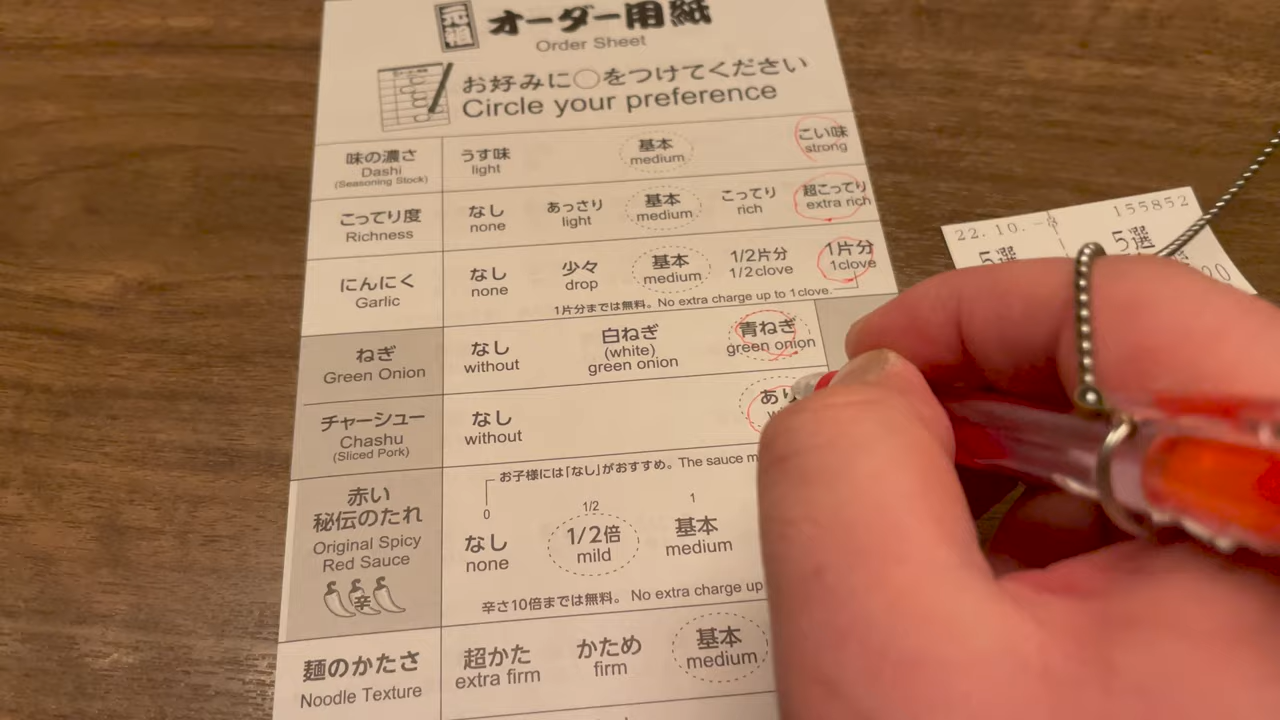 元祖 オーダー用紙
Order Sheet
お好みに○をつけてください
Circle your preference
味の濃さ
Dashi
(Seasoning Stock)
うす味
light
基本
medium
こい味
strong
こってり度
Richness
なし
none
あっさり
light
基本
medium
こってり
rich
超こってり
extra rich
にんにく
Garlic
なし
none
少々
drop
基本
medium
1/2片分
1/2clove
1片分
1clove
1片分までは無料。No extra charge up to 1clove.
ねぎ
Green Onion
なし
without
白ねぎ
(white)
green onion
青ねぎ
green onion
チャーシュー
Chashu
(Sliced Pork)
なし
without
あり
赤い
秘伝のたれ
Original Spicy
Red Sauce
辛
お子様には「なし」がおすすめ。The sauce
0
なし
none
1/2
1/2倍
mild
1
基本
medium
辛さ10倍までは無料。No extra charge up
麺のかたさ
Noodle Texture
超かた
extra firm
かため
firm
基本
medium
22.10.
155852
5選
5選